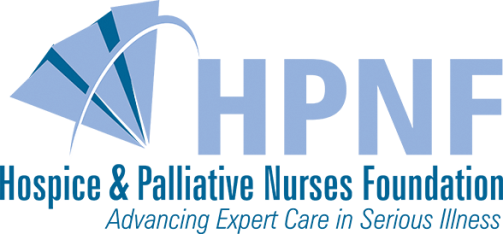 HPNF
Hospice & Palliative Nurses Foundation
Advancing Expert Care in Serious Illness